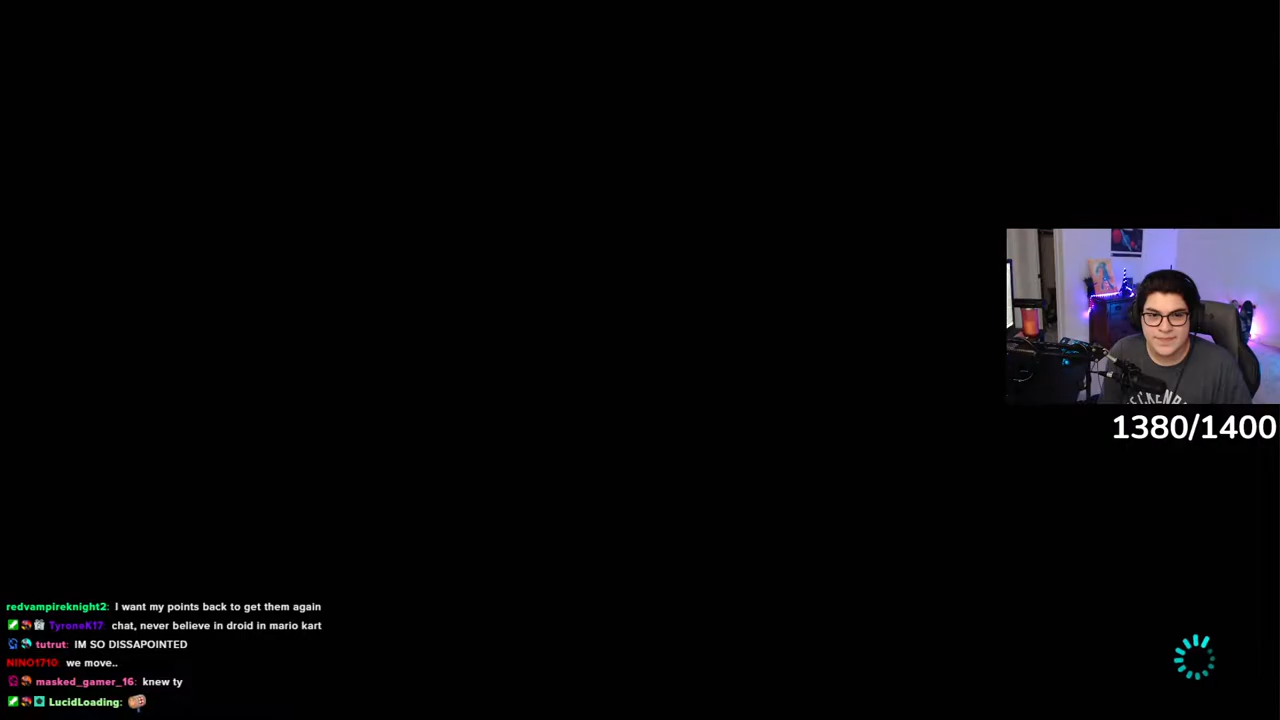 1380/1400
redvampireknight2: I want my points back to get them again
TyroneK17: chat, never believe in droid in mario kart
tutrut: IM SO DISSAPOINTED
NINO1710 we move..
masked_gamer_16: knew ty
LucidLoading: